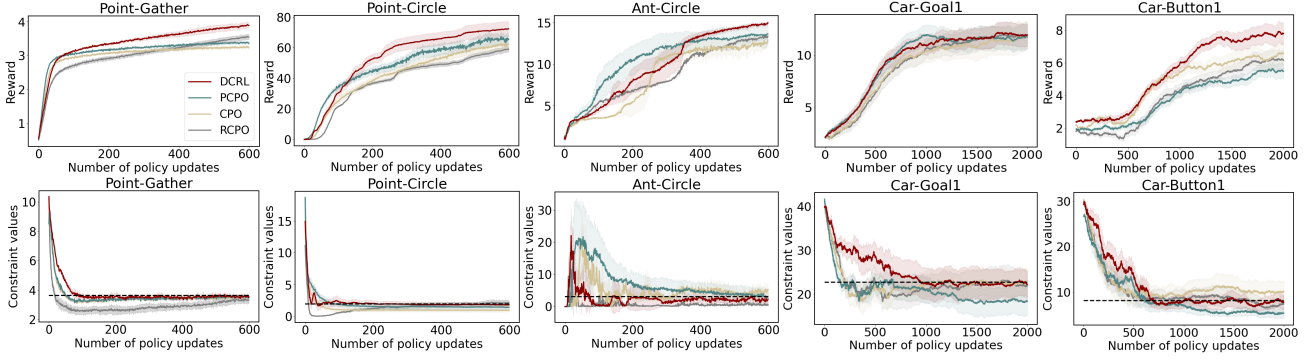 Point-Gather
Point-Circle
Ant-Circle
Car-Goal1
Car-Button1
Reward
4
3
2
1
DCRL
PCPO
CPO
RCPO
0 200 400 600
Number of policy updates
Reward
80
60
40
20
0
0 200 400 600
Number of policy updates
Reward
15
10
5
0 200 400 600
Number of policy updates
Reward
10
5
0 500 1000 1500 2000
Number of policy updates
Reward
8
6
4
2
0 500 1000 1500 2000
Number of policy updates
Point-Gather
Point-Circle
Ant-Circle
Car-Goal1
Car-Button1
Constraint values
10
8
6
4
2
0 200 400 600
Number of policy updates
Constraint values
15
10
5
0
0 200 400 600
Number of policy updates
Constraint values
30
20
10
0
0 200 400 600
Number of policy updates
Constraint values
40
30
20
0 500 1000 1500 2000
Number of policy updates
Constraint values
30
20
10
0 500 1000 1500 2000
Number of policy updates